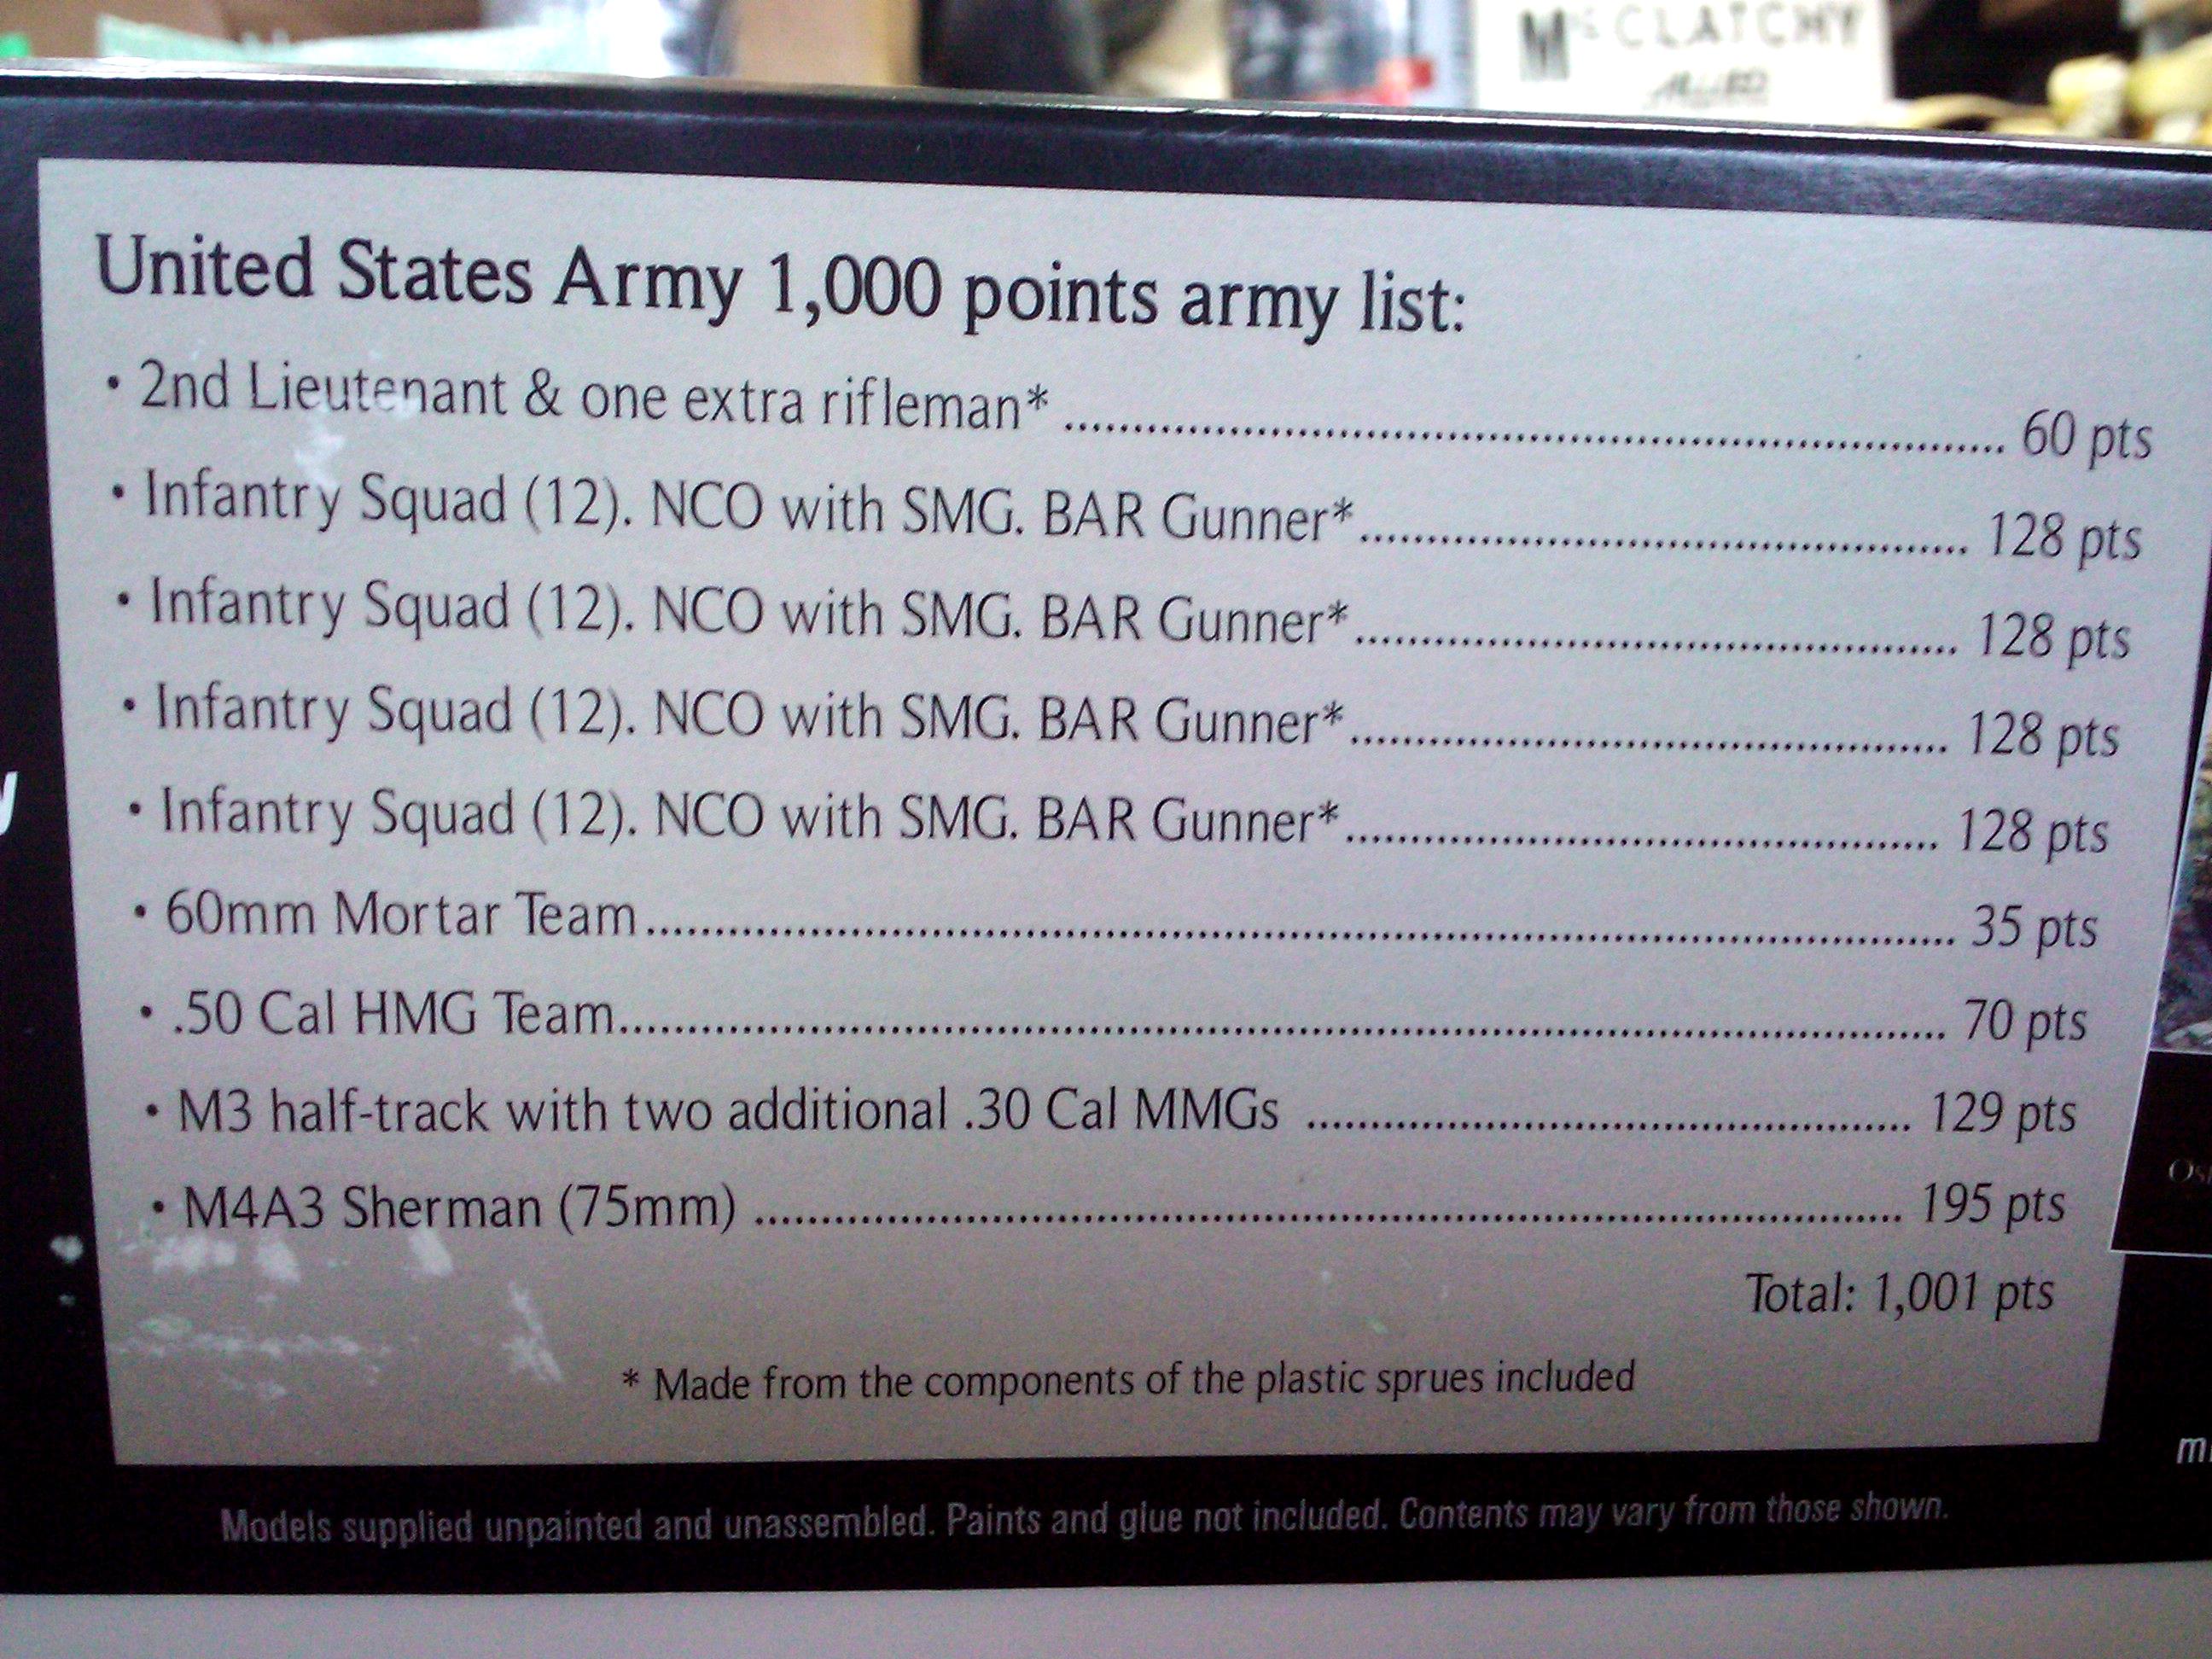 McCLATCHY
United States Army 1,000 points army list:
• 2nd Lieutenant & one extra rifleman* ........ 60 pts
• Infantry Squad (12). NCO with SMG. BAR Gunner* ........ 128 pts
• Infantry Squad (12). NCO with SMG. BAR Gunner* ........ 128 pts
• Infantry Squad (12). NCO with SMG. BAR Gunner* ........ 128 pts
• Infantry Squad (12). NCO with SMG. BAR Gunner* ........ 128 pts
• 60mm Mortar Team ........ 35 pts
• .50 Cal HMG Team ........ 70 pts
• M3 half-track with two additional .30 Cal MMGs ........ 129 pts
• M4A3 Sherman (75mm) ........ 195 pts
Total: 1,001 pts
* Made from the components of the plastic sprues included
Models supplied unpainted and unassembled. Paints and glue not included. Contents may vary from those shown.